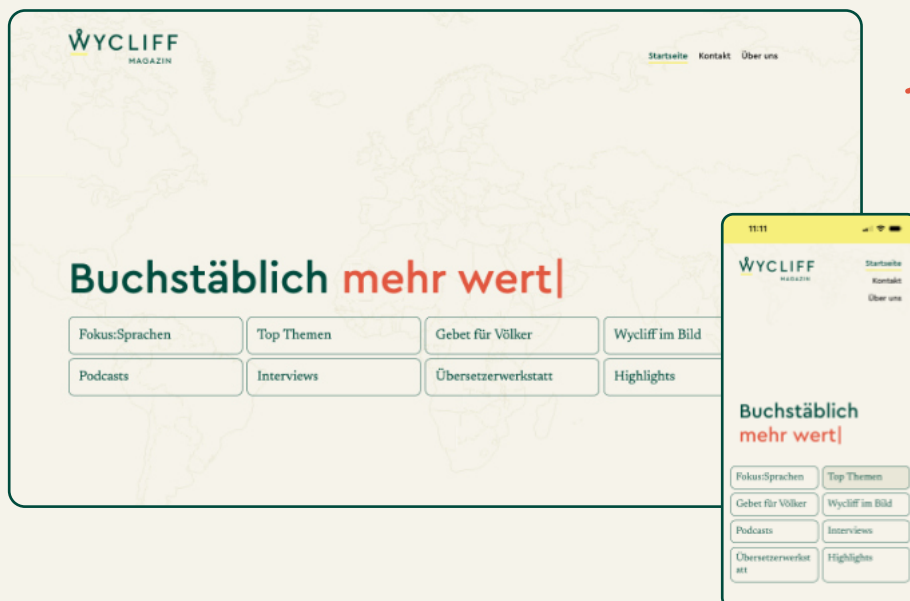 WYCLIFF
MAGAZIN
Startseite Kontakt Über uns
Buchstäblich mehr wert|
Fokus:Sprachen Top Themen Gebet für Völker Wycliff im Bild
Podcasts Interviews Übersetzerwerkstatt Highlights
11:11
WYCLIFF
MAGAZIN
Startseite
Kontakt
Über uns
Buchstäblich
mehr wert|
Fokus:Sprachen Top Themen
Gebet für Völker Wycliff im Bild
Podcasts Interviews
Übersetzerwerkst Highlights
att